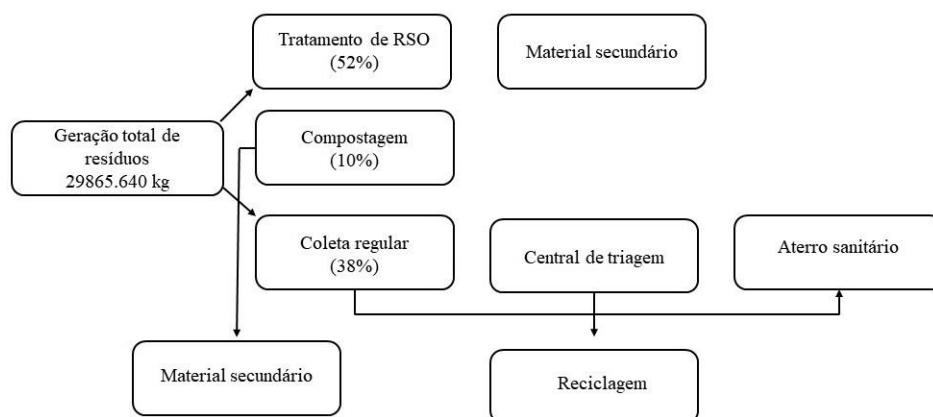 Tratamento de RSO
(52%)
Material secundário
Geração total de
resíduos
29865.640 kg
Compostagem
(10%)
Coleta regular
(38%)
Central de triagem
Aterro sanitário
Material secundário
Reciclagem